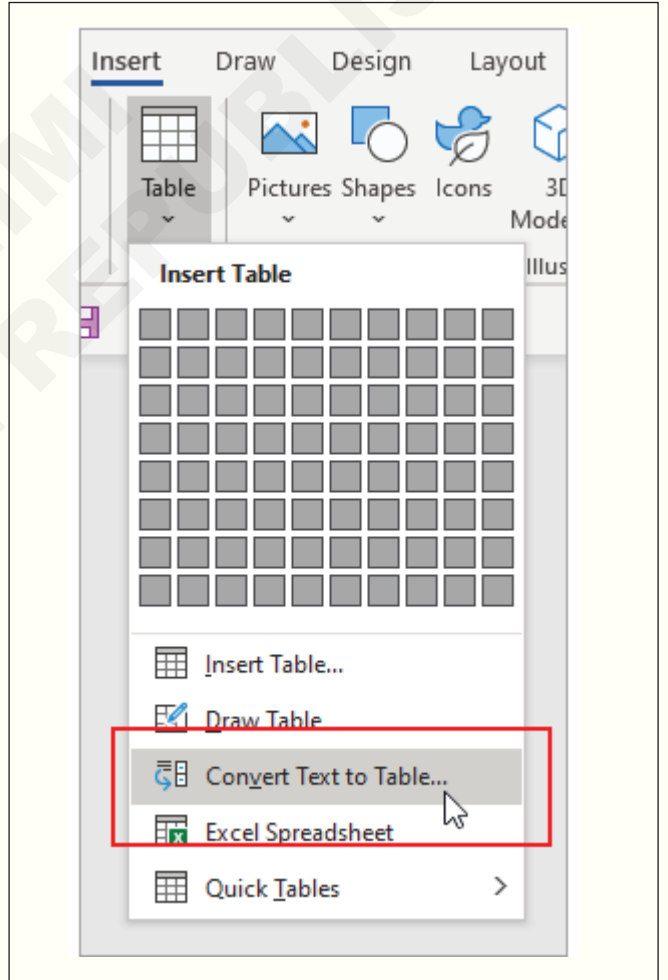 Insert Draw Design Layout
Table Pictures Shapes Icons 3D
Mode
Illus
Insert Table
Insert Table...
Draw Table
Convert Text to Table...
Excel Spreadsheet
Quick Tables
REPUBLIS